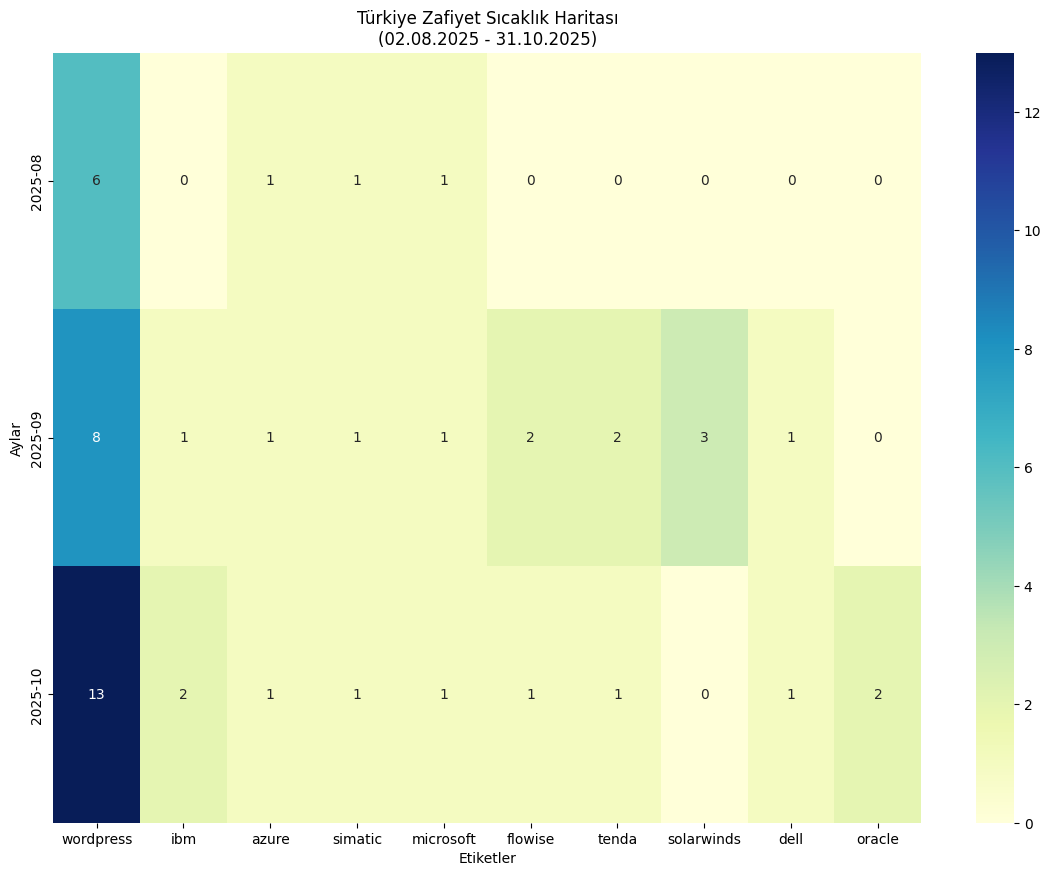 Türkiye Zafiyet Sıcaklık Haritası
(02.08.2025 - 31.10.2025)
Aylar
2025-08
6 0 1 1 1 0 0 0 0 0
2025-09
8 1 1 1 1 2 2 3 1 0
2025-10
13 2 1 1 1 1 1 0 1 2
wordpress ibm azure simatic microsoft flowise tenda solarwinds dell oracle
Etiketler
12
10
8
6
4
2
0